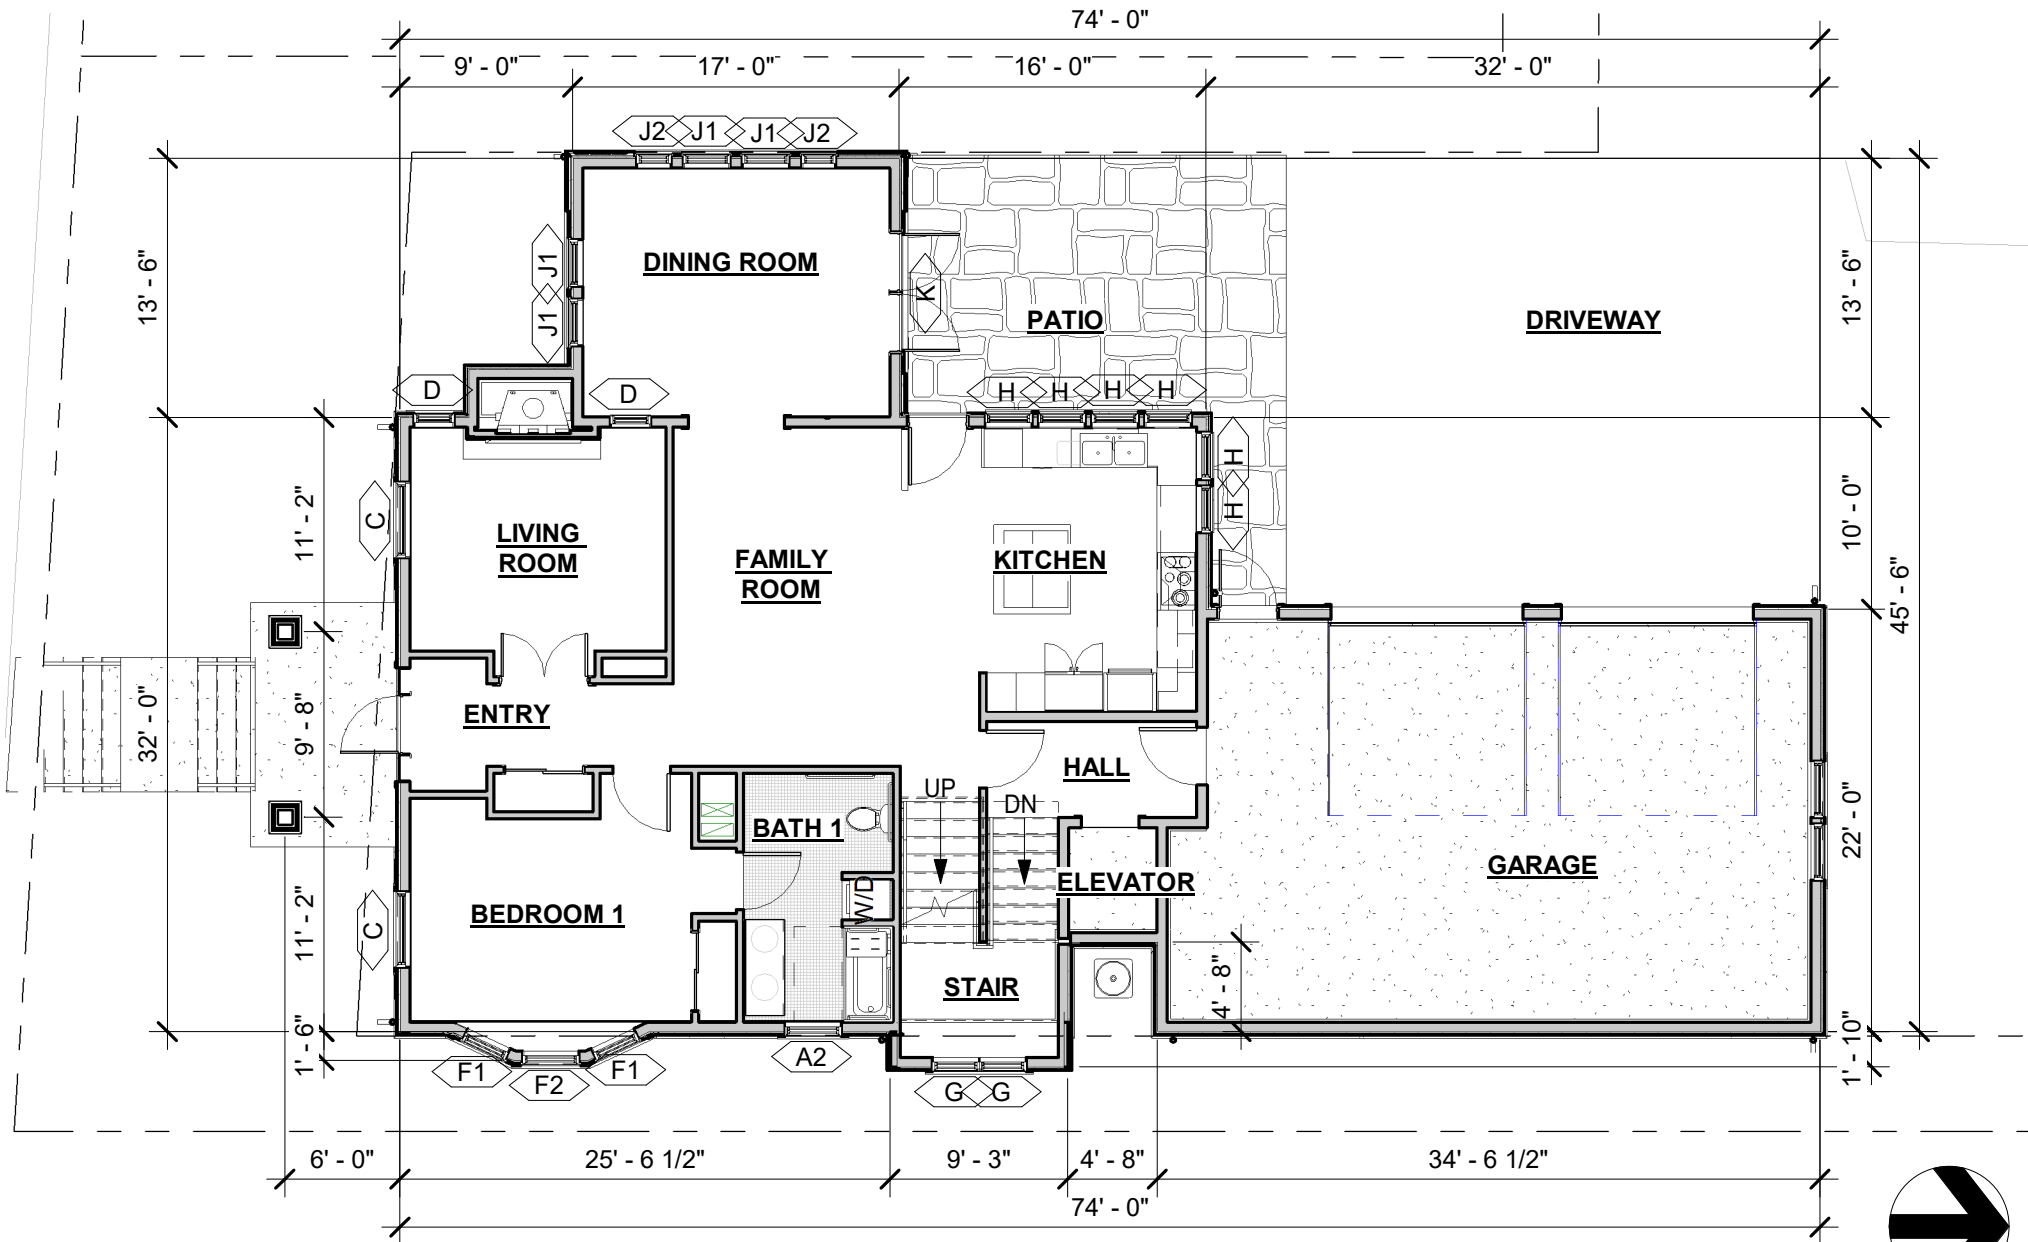 74' - 0"
9' - 0"
17' - 0"
16' - 0"
32' - 0"
J2
J1
J1
J2
13' - 6"
J1
J1
DINING ROOM
K
PATIO
DRIVEWAY
13' - 6"
D
D
H
H
H
H
H
H
11' - 2"
C
LIVING
ROOM
FAMILY
ROOM
KITCHEN
10' - 0"
45' - 6"
32' - 0"
9' - 8"
ENTRY
HALL
UP
DN
BATH 1
W/D
ELEVATOR
GARAGE
22' - 0"
11' - 2"
C
BEDROOM 1
STAIR
4' - 8"
1' - 6"
1' - 10"
F1
F2
F1
A2
G
G
6' - 0"
25' - 6 1/2"
9' - 3"
4' - 8"
34' - 6 1/2"
74' - 0"